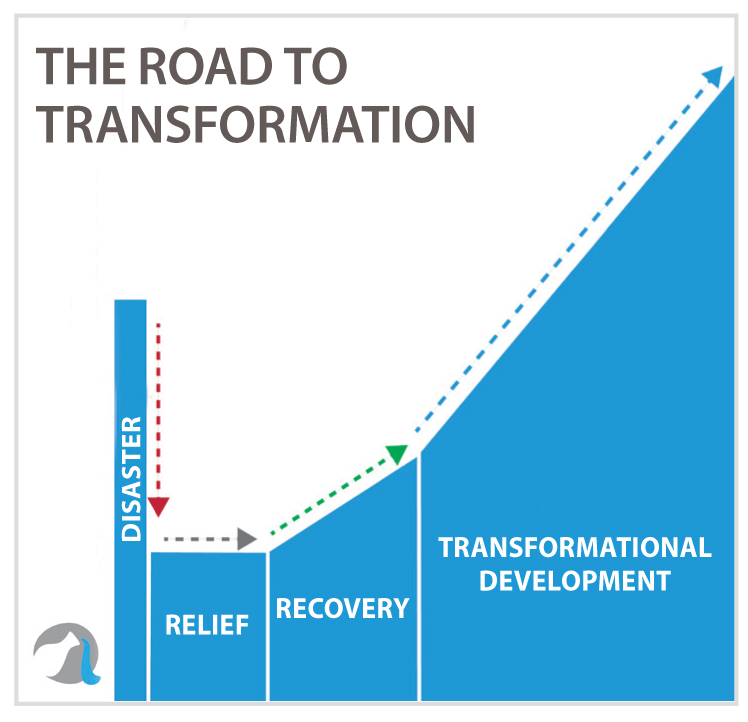 THE ROAD TO
TRANSFORMATION
DISASTER
RELIEF
RECOVERY
TRANSFORMATIONAL
DEVELOPMENT